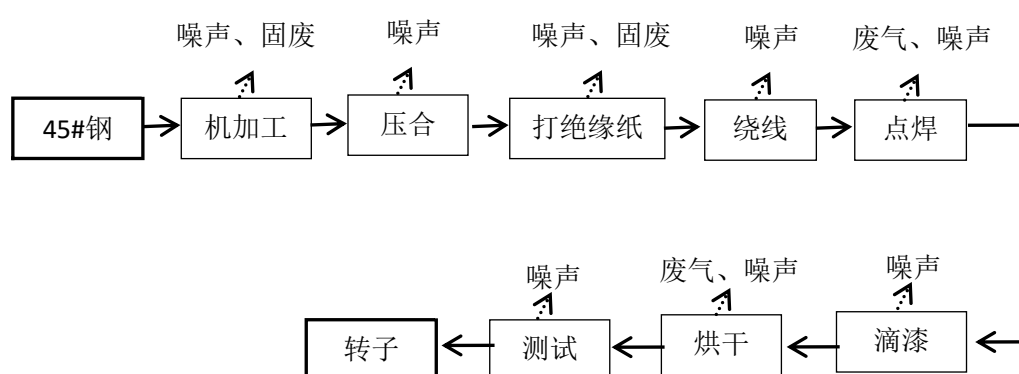 噪声、固废 噪声 噪声、固废 噪声 废气、噪声
45#钢 机加工 压合 打绝缘纸 绕线 点焊
噪声 废气、噪声 噪声
转子 测试 烘干 滴漆